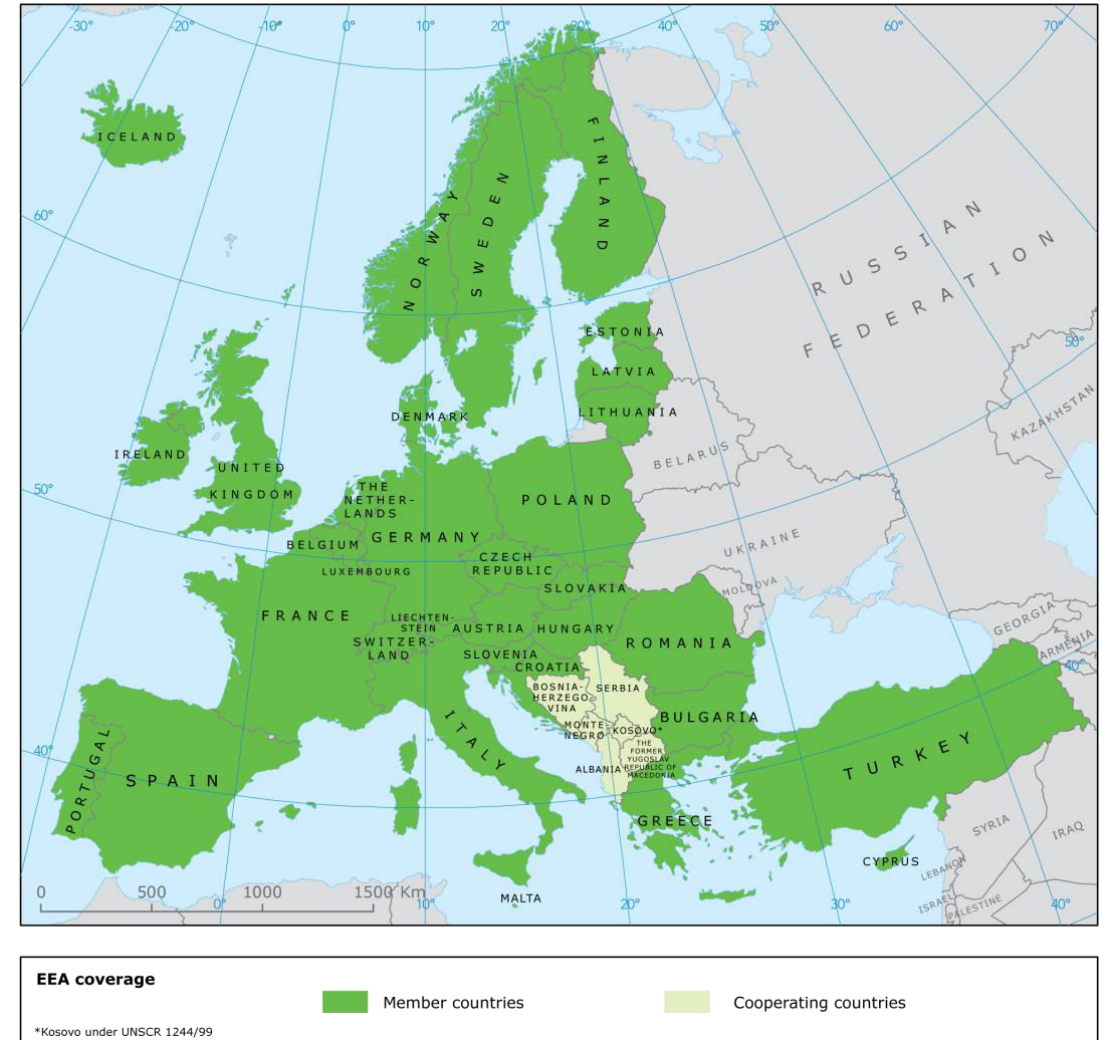 -30°
-20°
-10°
0°
10°
20°
30°
40°
50°
60°
70°
ICELAND
FINLAND
NORWAY
SWEDEN
60°
RUSSIAN
FEDERATION
ESTONIA
50°
LATVIA
LITHUANIA
KAZAKHSTAN
DENMARK
BELARUS
IRELAND
UNITED
KINGDOM
50°
THE
NETHER-
LANDS
POLAND
GERMANY
BELGIUM
UKRAINE
CZECH
REPUBLIC
LUXEMBOURG
SLOVAKIA
MOLDOVA
FRANCE
LIECHTEN-
STEIN
AUSTRIA
HUNGARY
GEORGIA
SWITZER-
LAND
ROMANIA
ARMENIA
SLOVENIA
CROATIA
40°
BOSNIA-
HERZEGO-
VINA
SERBIA
BULGARIA
MONTE-
NEGRO
KOSOVO*
ITALY
THE
FORMER
YUGOSLAV
REPUBLIC OF
MACEDONIA
ALBANIA
TURKEY
40°
PORTUGAL
SPAIN
GREECE
SYRIA
IRAQ
CYPRUS
LEBANON
MALTA
ISRAEL
PALESTINE
0 500 1000 1500 Km
0°
10°
20°
30°
40°
EEA coverage
Member countries
Cooperating countries
*Kosovo under UNSCR 1244/99